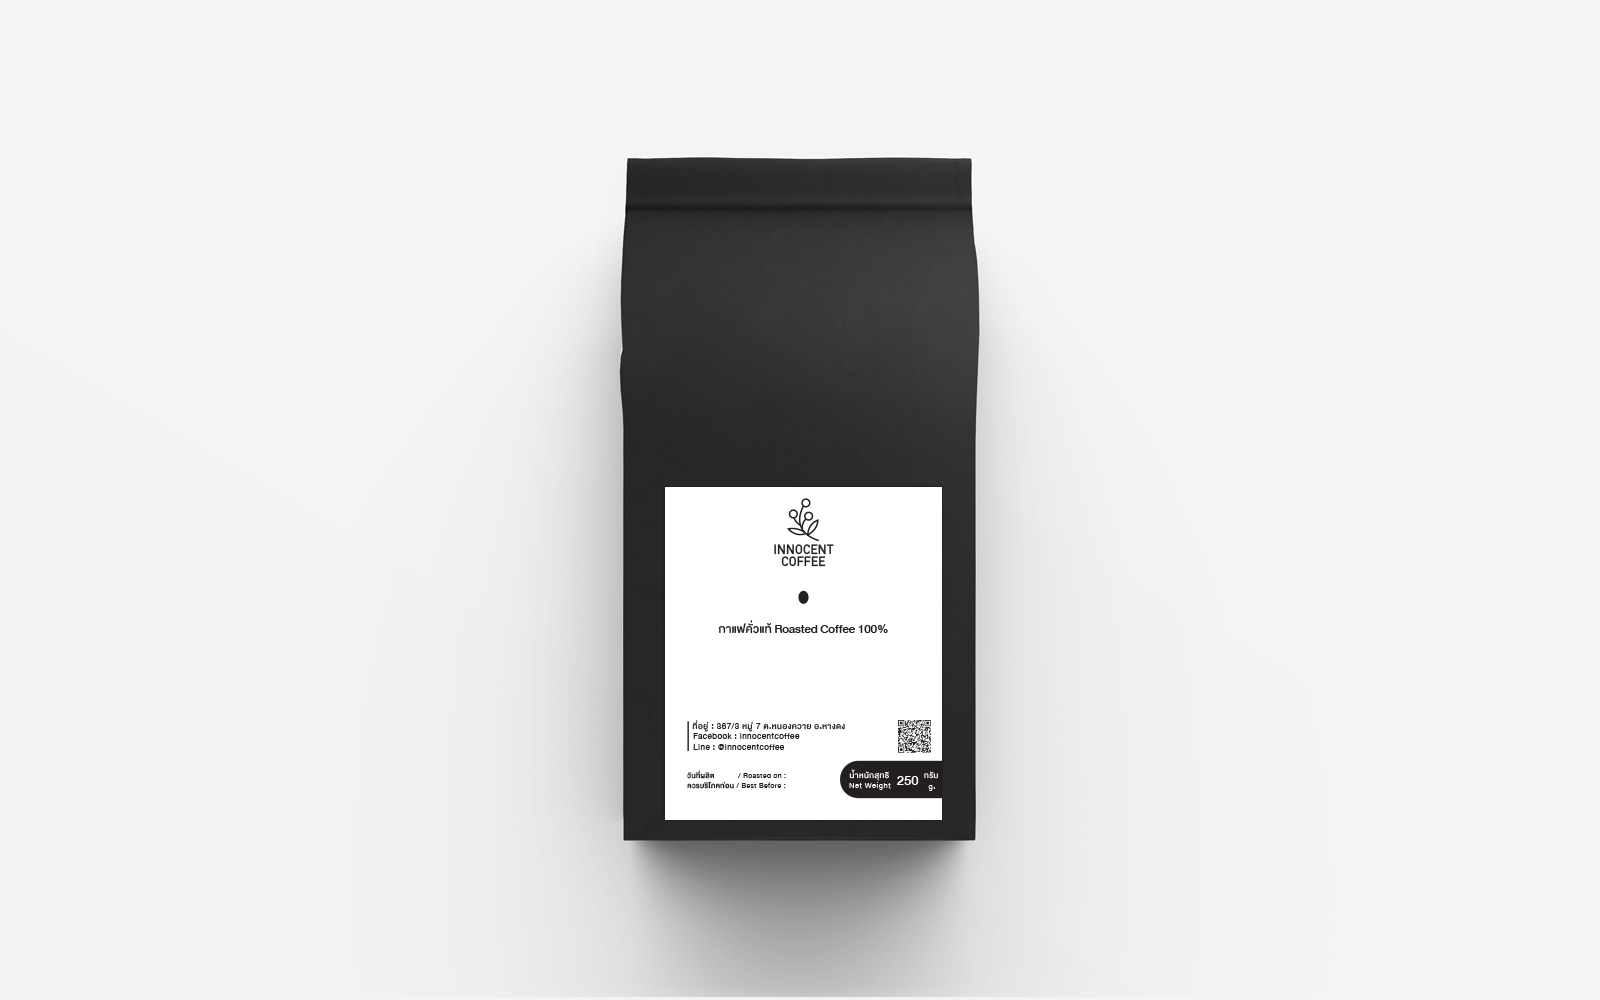 INNOCENT
COFFEE
กาแฟคั่วแท้ Roasted Coffee 100%
ที่อยู่ : 367/3 หมู่ 7 ต.หนองควาย อ.หางดง
Facebook : innocentcoffee
Line : @innocentcoffee
วันที่ผลิต / Roasted on :
ควรบริโภคก่อน / Best Before :
น้ำหนักสุทธิ 250 กรัม
Net Weight g.